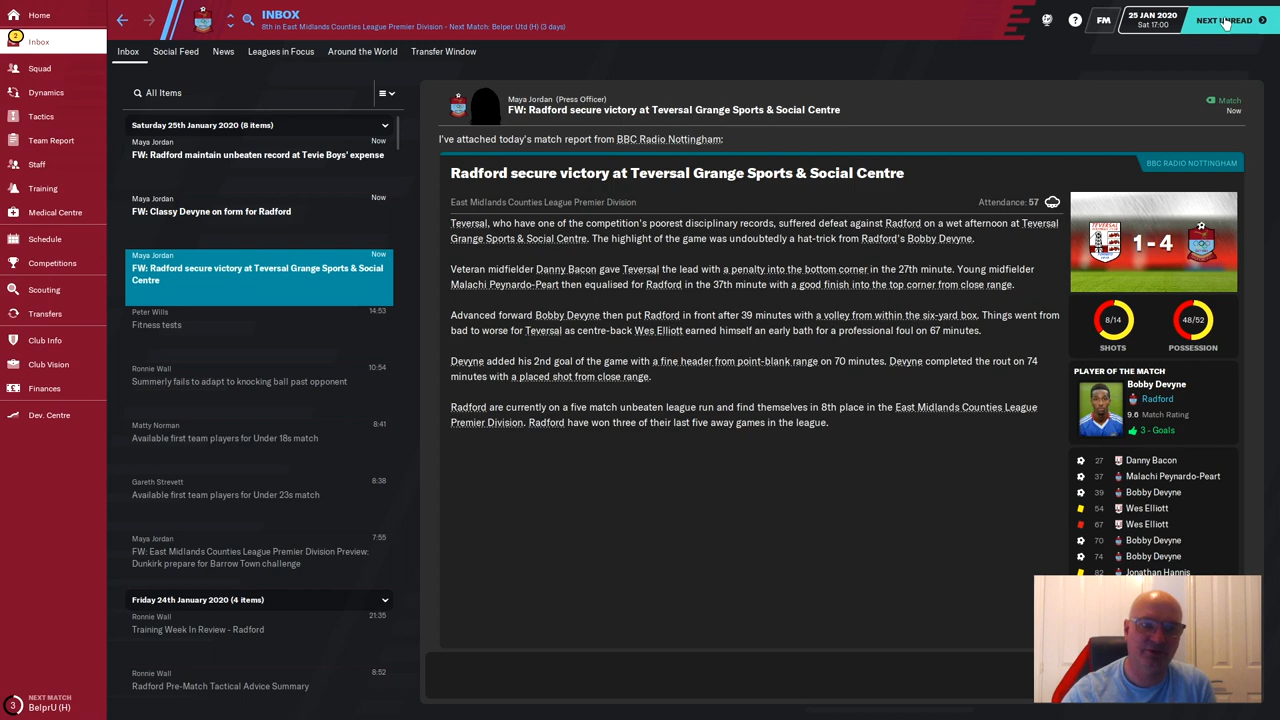 Home
2
Inbox
Squad
Dynamics
Tactics
Team Report
Staff
Training
Medical Centre
Schedule
Competitions
Scouting
Transfers
Club Info
Club Vision
Finances
Dev. Centre
3
NEXT MATCH
BelprU (H)
INBOX
8th in East Midlands Counties League Premier Division - Next Match: Belper Utd (H) (3 days)
?
FM
25 JAN 2020
Sat 17:00
NEXT UNREAD
Inbox
Social Feed
News
Leagues in Focus
Around the World
Transfer Window
All Items
Saturday 25th January 2020 (8 items)
Maya Jordan
Now
FW: Radford maintain unbeaten record at Tevie Boys' expense
Maya Jordan
Now
FW: Classy Devyne on form for Radford
Maya Jordan
Now
FW: Radford secure victory at Teversal Grange Sports & Social
Centre
Peter Wills
14:53
Fitness tests
Ronnie Wall
10:54
Summerly fails to adapt to knocking ball past opponent
Matty Norman
8:41
Available first team players for Under 18s match
Gareth Strevett
8:38
Available first team players for Under 23s match
Maya Jordan
7:55
FW: East Midlands Counties League Premier Division Preview:
Dunkirk prepare for Barrow Town challenge
Friday 24th January 2020 (4 items)
Ronnie Wall
21:35
Training Week In Review - Radford
Ronnie Wall
8:52
Radford Pre-Match Tactical Advice Summary
Maya Jordan (Press Officer)
FW: Radford secure victory at Teversal Grange Sports & Social Centre
Match
Now
I've attached today's match report from BBC Radio Nottingham:
BBC RADIO NOTTINGHAM
Radford secure victory at Teversal Grange Sports & Social Centre
East Midlands Counties League Premier Division
Attendance: 57
Teversal, who have one of the competition's poorest disciplinary records, suffered defeat against Radford on a wet afternoon at Teversal
Grange Sports & Social Centre. The highlight of the game was undoubtedly a hat-trick from Radford's Bobby Devyne.
Veteran midfielder Danny Bacon gave Teversal the lead with a penalty into the bottom corner in the 27th minute. Young midfielder
Malachi Peynardo-Peart then equalised for Radford in the 37th minute with a good finish into the top corner from close range.
Advanced forward Bobby Devyne then put Radford in front after 39 minutes with a volley from within the six-yard box. Things went from
bad to worse for Teversal as centre-back Wes Elliott earned himself an early bath for a professional foul on 67 minutes.
Devyne added his 2nd goal of the game with a fine header from point-blank range on 70 minutes. Devyne completed the rout on 74
minutes with a placed shot from close range.
Radford are currently on a five match unbeaten league run and find themselves in 8th place in the East Midlands Counties League
Premier Division. Radford have won three of their last five away games in the league.
1 - 4
8/14
48/52
SHOTS
POSSESSION
PLAYER OF THE MATCH
Bobby Devyne
Radford
9.6 Match Rating
3 - Goals
27 Danny Bacon
37 Malachi Peynardo-Peart
39 Bobby Devyne
54 Wes Elliott
67 Wes Elliott
70 Bobby Devyne
74 Bobby Devyne
82 Jonathan Hannis